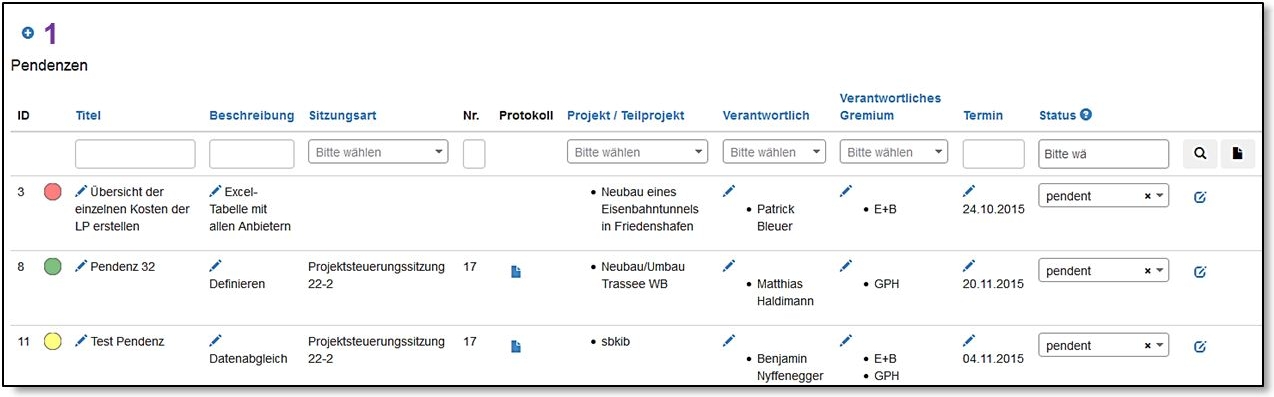 1
Pendenzen
ID Titel Beschreibung Sitzungsart Nr. Protokoll Projekt / Teilprojekt Verantwortlich Verantwortliches Gremium Termin Status
Bitte wählen Bitte wählen Bitte wählen Bitte wählen Bitte wä
3 Übersicht der einzelnen Kosten der LP erstellen Excel-Tabelle mit allen Anbietern • Neubau eines Eisenbahntunnels in Friedenshafen • Patrick Bleuer • E+B 24.10.2015 pendent ×
8 Pendenz 32 Definieren Projektsteuerungssitzung 22-2 17 • Neubau/Umbau Trassee WB • Matthias Haldimann • GPH 20.11.2015 pendent ×
11 Test Pendenz Datenabgleich Projektsteuerungssitzung 22-2 17 • sbkib • Benjamin Nyffenegger • E+B • GPH 04.11.2015 pendent ×